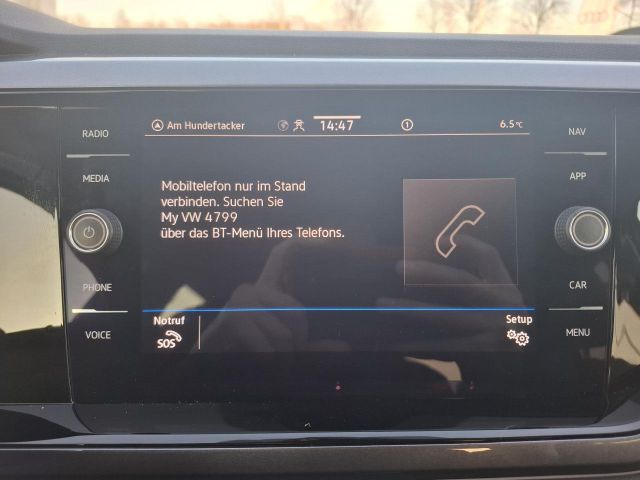 Am Hundertacker
14:47
6.5°C
RADIO
MEDIA
PHONE
VOICE
Mobiltelefon nur im Stand
verbinden. Suchen Sie
My VW 4799
über das BT-Menü Ihres Telefons.
Notruf
SOS
Setup
NAV
APP
CAR
MENU